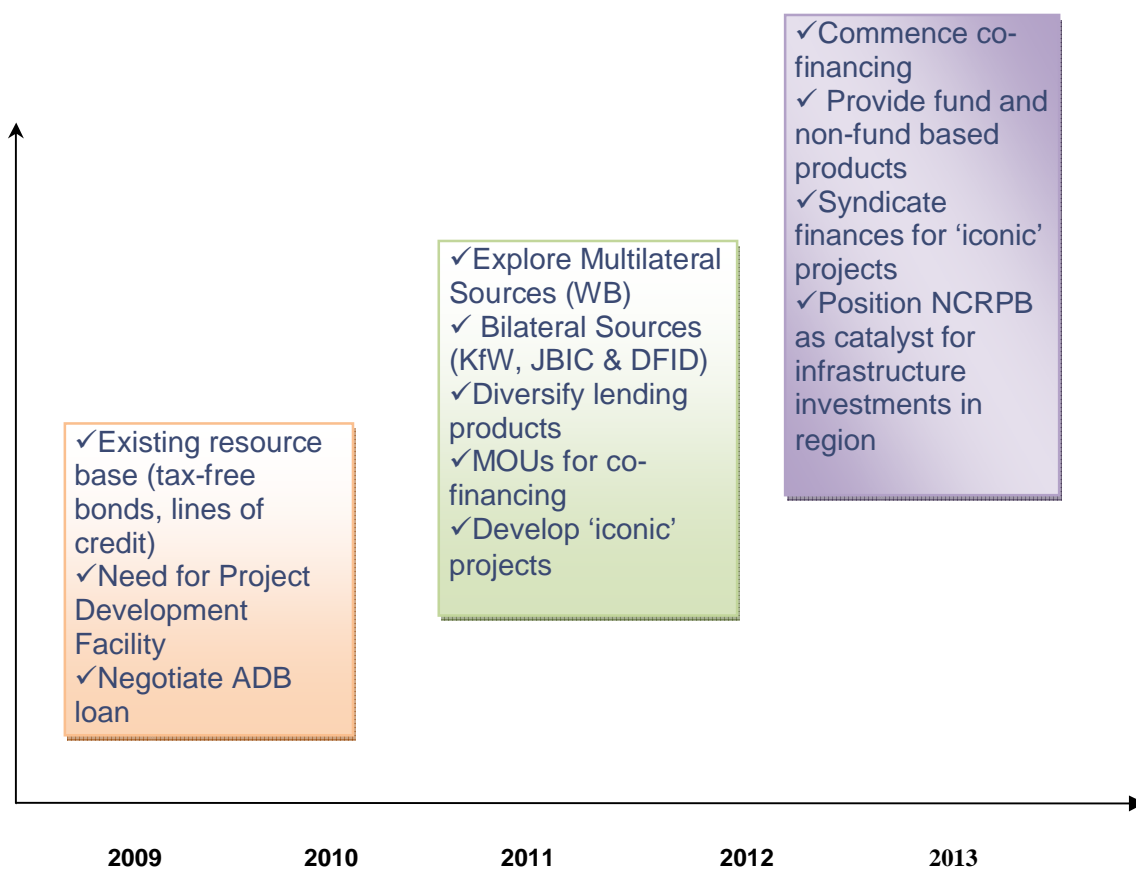 ✓Existing resource
base (tax-free
bonds, lines of
credit)
✓Need for Project
Development
Facility
✓Negotiate ADB
loan
✓Explore Multilateral
Sources (WB)
✓ Bilateral Sources
(KfW, JBIC & DFID)
✓Diversify lending
products
✓MOUs for co-
financing
✓Develop ‘iconic’
projects
✓Commence co-
financing
✓ Provide fund and
non-fund based
products
✓Syndicate
finances for ‘iconic’
projects
✓Position NCRPB
as catalyst for
infrastructure
investments in
region
2009 2010 2011 2012 2013